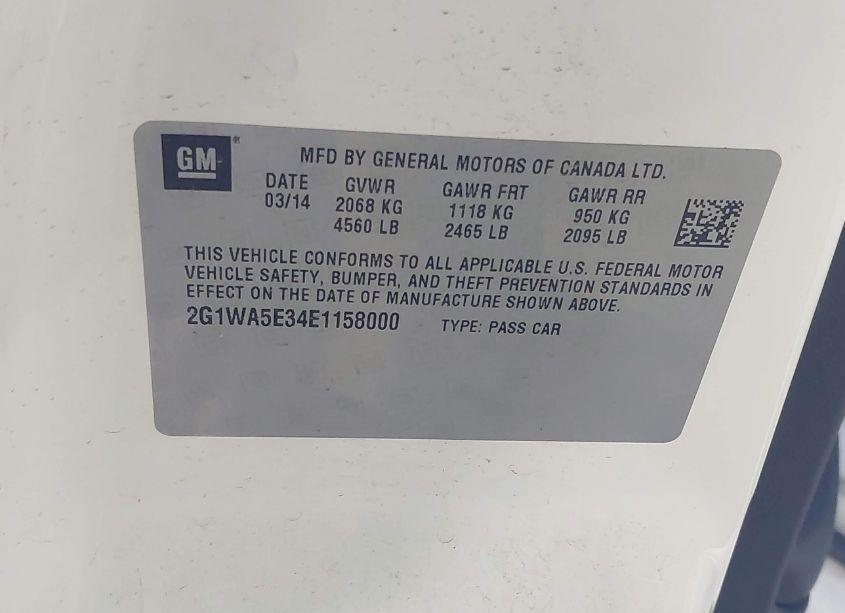 GM
MFD BY GENERAL MOTORS OF CANADA LTD.
DATE GVWR GAWR FRT GAWR RR
03/14 2068 KG 1118 KG 950 KG
4560 LB 2465 LB 2095 LB
THIS VEHICLE CONFORMS TO ALL APPLICABLE U.S. FEDERAL MOTOR
VEHICLE SAFETY, BUMPER, AND THEFT PREVENTION STANDARDS IN
EFFECT ON THE DATE OF MANUFACTURE SHOWN ABOVE.
2G1WA5E34E1158000 TYPE: PASS CAR